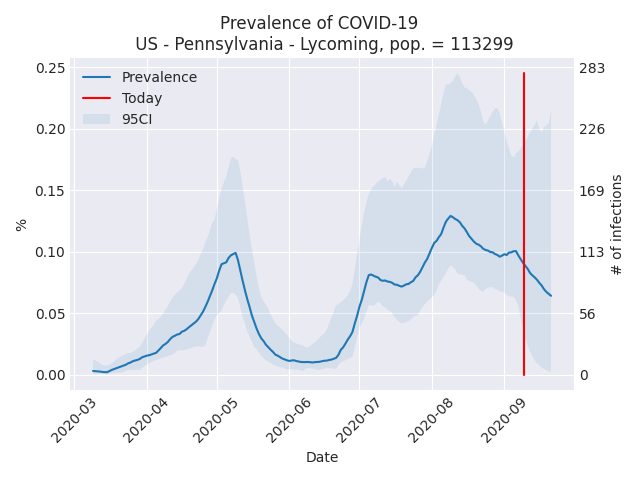 Prevalence of COVID-19
US - Pennsylvania - Lycoming, pop. = 113299
Prevalence
Today
95CI
%
0.25
0.20
0.15
0.10
0.05
0.00
283
226
169
113
56
0
# of infections
2020-03
2020-04
2020-05
2020-06
2020-07
2020-08
2020-09
Date